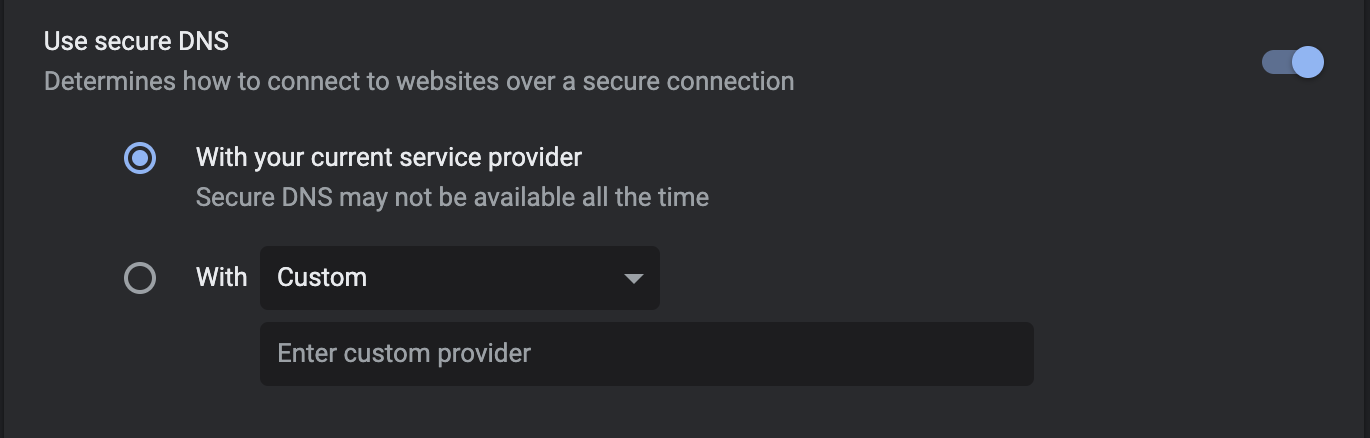 Use secure DNS
Determines how to connect to websites over a secure connection
With your current service provider
Secure DNS may not be available all the time
With Custom
Enter custom provider